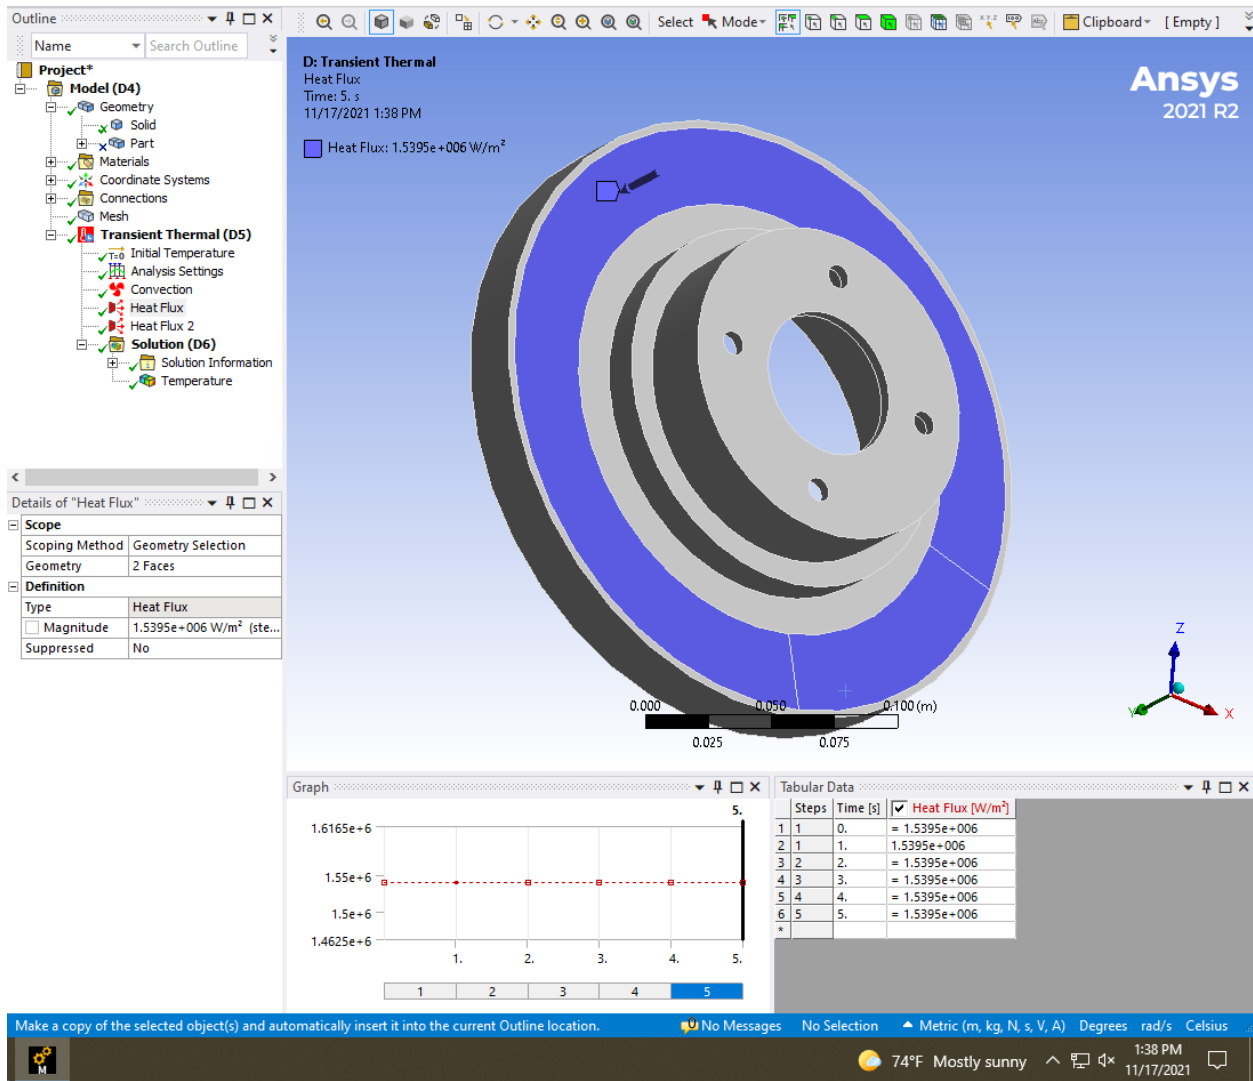 Outline
Name
Search Outline
Project*
Model (D4)
Geometry
Solid
Part
Materials
Coordinate Systems
Connections
Mesh
Transient Thermal (D5)
T=0 Initial Temperature
Analysis Settings
Convection
Heat Flux
Heat Flux 2
Solution (D6)
Solution Information
Temperature
Details of "Heat Flux"
Scope
Scoping Method Geometry Selection
Geometry 2 Faces
Definition
Type Heat Flux
Magnitude 1.5395e+006 W/m² (ste...
Suppressed No
Select Mode Clipboard [ Empty ]
D: Transient Thermal
Heat Flux
Time: 5. s
11/17/2021 1:38 PM
Heat Flux: 1.5395e+006 W/m²
Ansys
2021 R2
0.000 0.050 0.100 (m)
0.025 0.075
Z
Y
X
Graph
5.
1.6165e+6
1.55e+6
1.5e+6
1.4625e+6
1. 2. 3. 4. 5.
1 2 3 4 5
Tabular Data
Steps Time [s] Heat Flux [W/m²]
1 1 0. = 1.5395e+006
2 1 1. 1.5395e+006
3 2 2. = 1.5395e+006
4 3 3. = 1.5395e+006
5 4 4. = 1.5395e+006
6 5 5. = 1.5395e+006
*
Make a copy of the selected object(s) and automatically insert it into the current Outline location. 0 No Messages No Selection Metric (m, kg, N, s, V, A) Degrees rad/s Celsius
M
74°F Mostly sunny
1:38 PM
11/17/2021